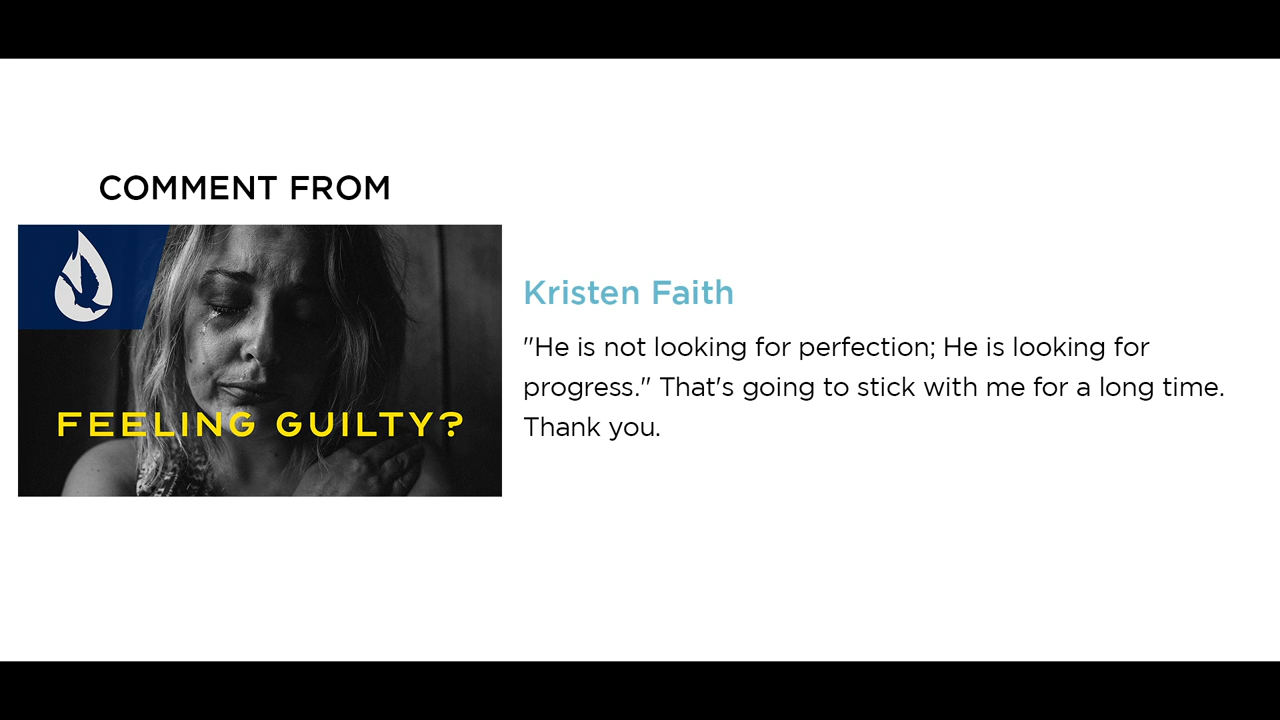 COMMENT FROM
FEELING GUILTY?
Kristen Faith
"He is not looking for perfection; He is looking for
progress." That's going to stick with me for a long time.
Thank you.